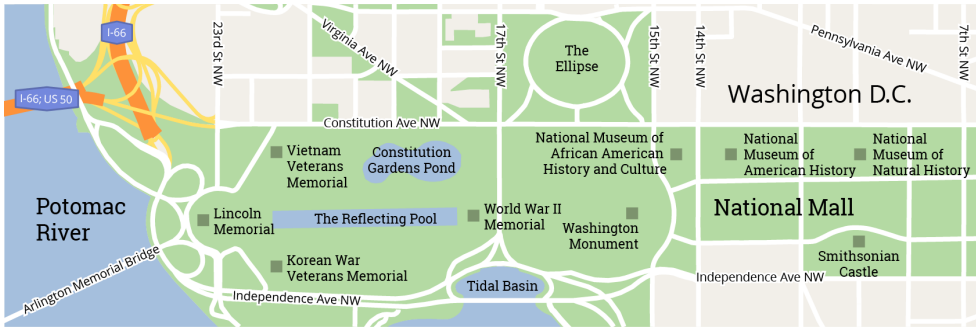 I-66
I-66; US 50
23rd St NW
Virginia Ave NW
17th St NW
The
Ellipse
15th St NW
14th St NW
Pennsylvania Ave NW
7th St NW
Washington D.C.
Constitution Ave NW
Vietnam
Veterans
Memorial
Constitution
Gardens Pond
National Museum of
African American
History and Culture
National
Museum of
American History
National
Museum of
Natural History
Potomac
River
Lincoln
Memorial
The Reflecting Pool
World War II
Memorial
Washington
Monument
National Mall
Korean War
Veterans Memorial
Smithsonian
Castle
Arlington Memorial Bridge
Independence Ave NW
Tidal Basin
Independence Ave NW